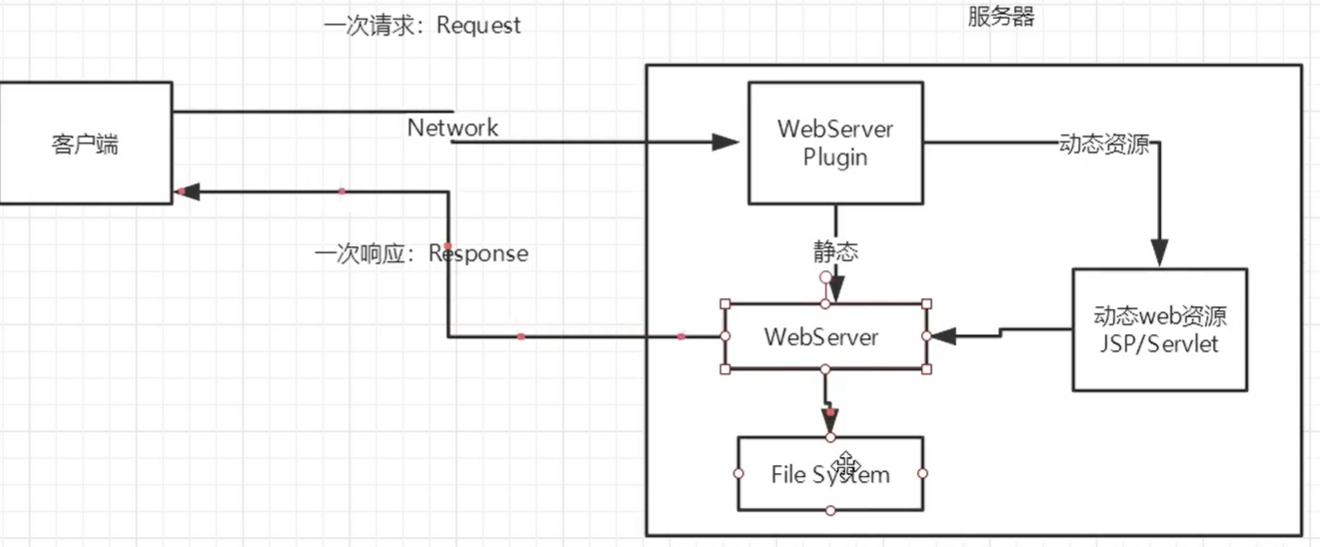 服务器
一次请求：Request
Network
客户端
WebServer
Plugin
动态资源
一次响应：Response
静态
动态web资源
JSP/Servlet
WebServer
File System